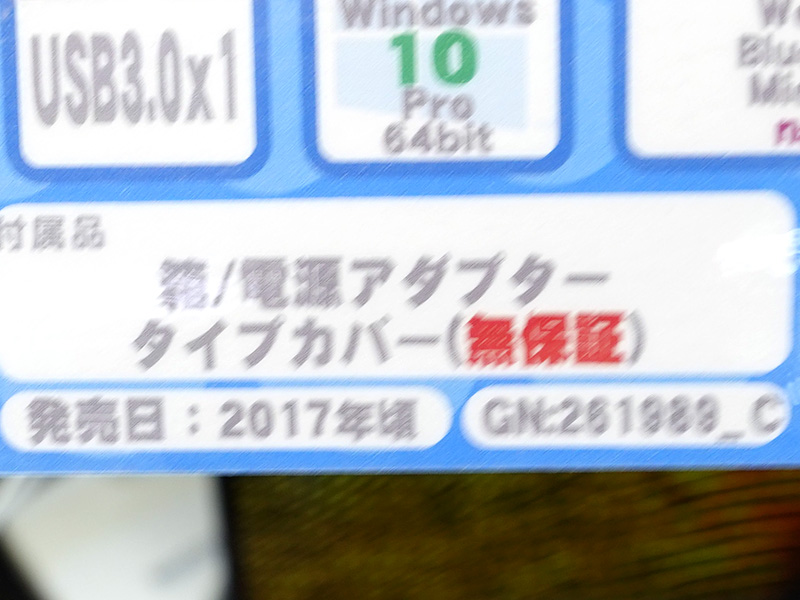 USB3.0x1
Windows
10
Pro
64bit
付属品
箱/電源アダプター
タイプカバー(無保証)
発売日：2017年頃
GN:261989_C